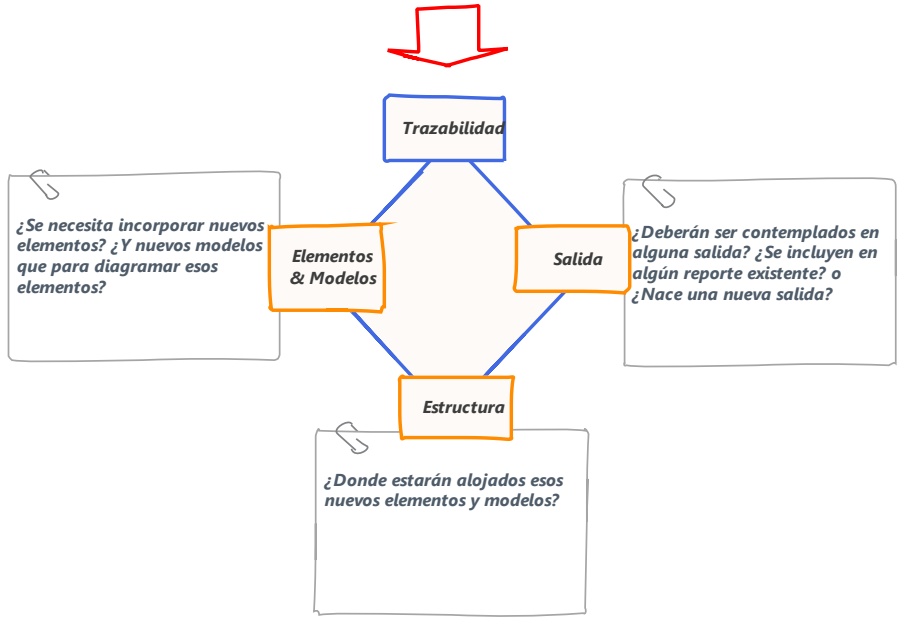 Trazabilidad
¿Se necesita incorporar nuevos
elementos? ¿Y nuevos modelos
que para diagramar esos
elementos?
Elementos
& Modelos
Salida
¿Deberán ser contemplados en
alguna salida? ¿Se incluyen en
algún reporte existente? o
¿Nace una nueva salida?
Estructura
¿Donde estarán alojados esos
nuevos elementos y modelos?